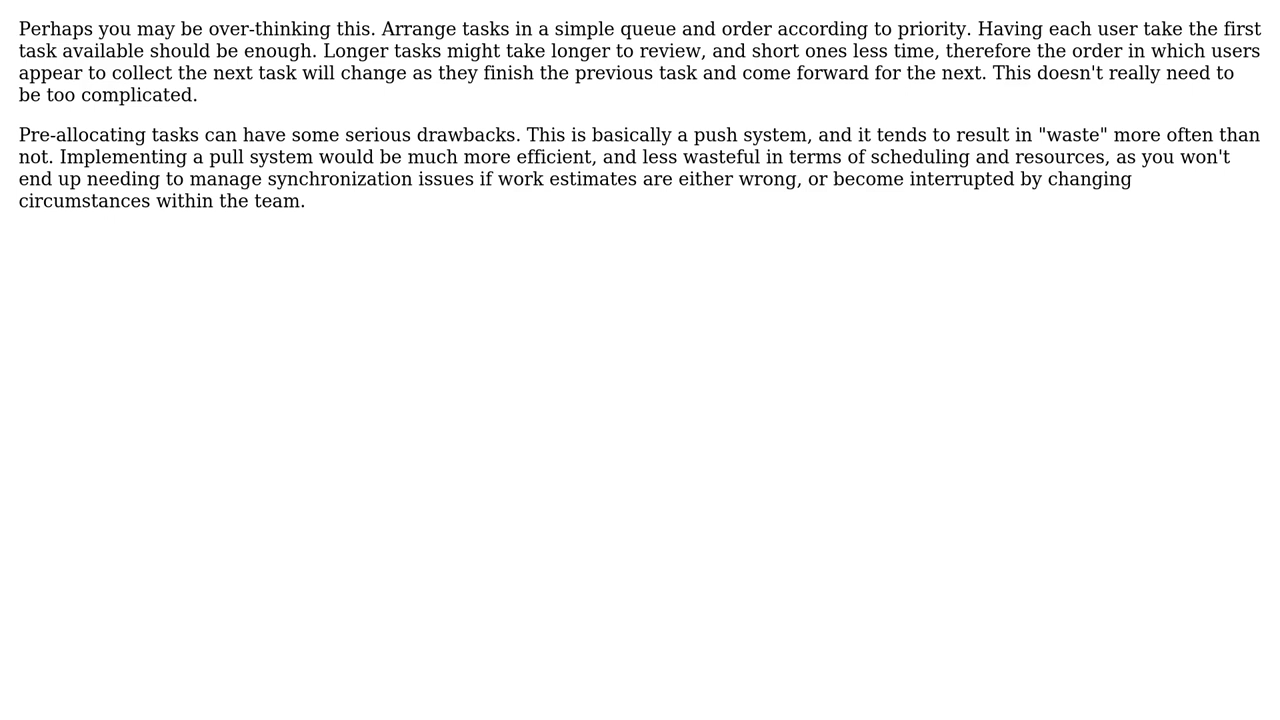 Perhaps you may be over-thinking this. Arrange tasks in a simple queue and order according to priority. Having each user take the first
task available should be enough. Longer tasks might take longer to review, and short ones less time, therefore the order in which users
appear to collect the next task will change as they finish the previous task and come forward for the next. This doesn't really need to
be too complicated.
Pre-allocating tasks can have some serious drawbacks. This is basically a push system, and it tends to result in "waste" more often than
not. Implementing a pull system would be much more efficient, and less wasteful in terms of scheduling and resources, as you won't
end up needing to manage synchronization issues if work estimates are either wrong, or become interrupted by changing
circumstances within the team.